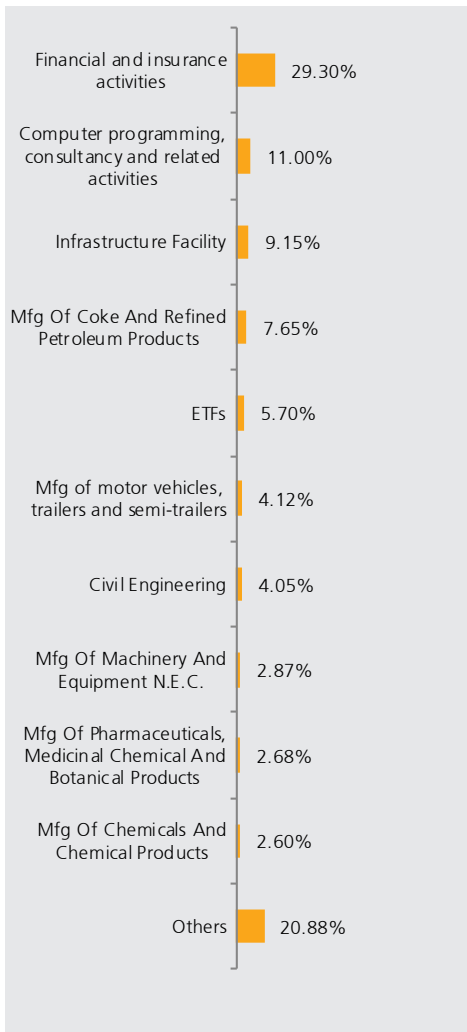 Financial and insurance
activities
29.30%
Computer programming,
consultancy and related
activities
11.00%
Infrastructure Facility
9.15%
Mfg Of Coke And Refined
Petroleum Products
7.65%
ETFs
5.70%
Mfg of motor vehicles,
trailers and semi-trailers
4.12%
Civil Engineering
4.05%
Mfg Of Machinery And
Equipment N.E.C.
2.87%
Mfg Of Pharmaceuticals,
Medicinal Chemical And
Botanical Products
2.68%
Mfg Of Chemicals And
Chemical Products
2.60%
Others
20.88%